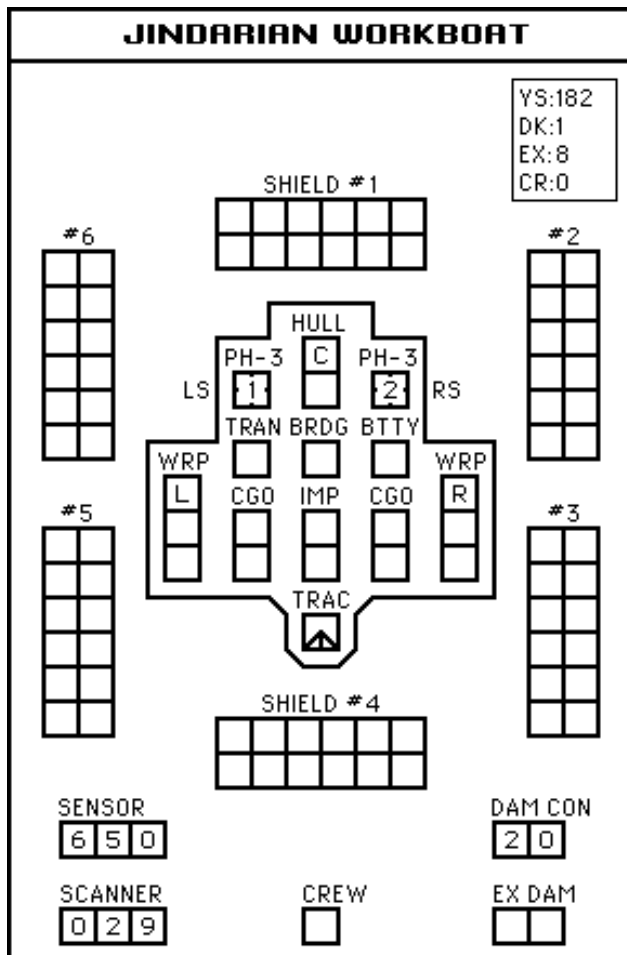 JINDARIAN WORKBOAT
YS:182
DK:1
EX:8
CR:0
SHIELD #1
#6
#2
HULL
PH-3 C PH-3
LS 1 2 RS
TRAN BRDG BTTY
WRP WRP
L CGO IMP CGO R
#5
#3
TRAC
SHIELD #4
SENSOR DAM CON
6 5 0 2 0
SCANNER CREW EX DAM
0 2 9